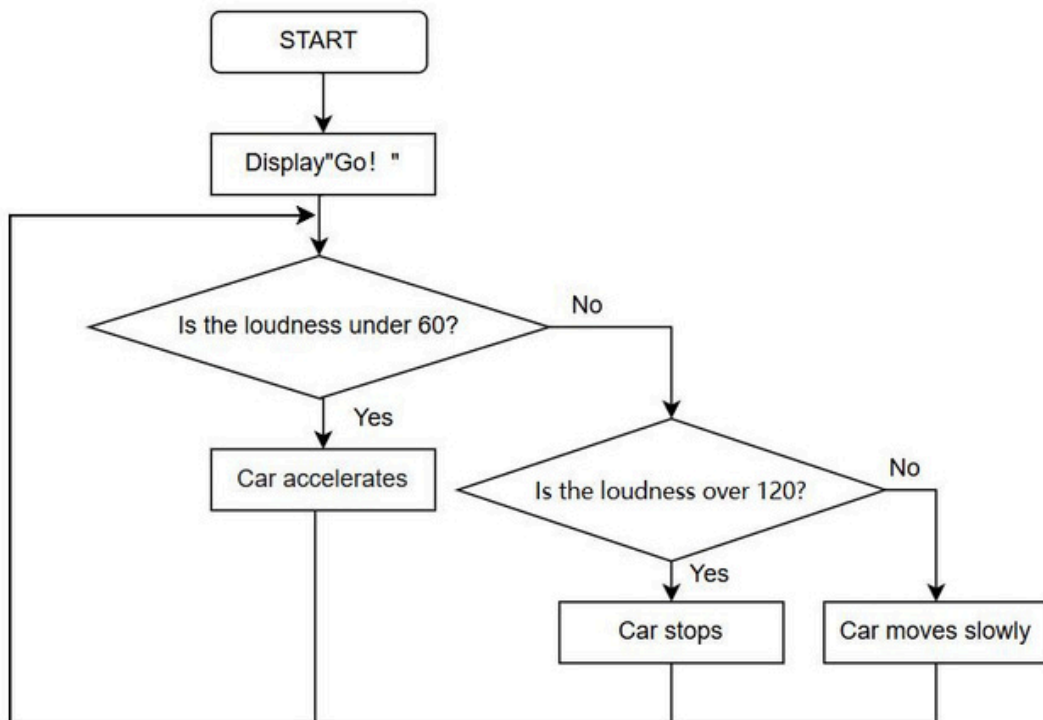 START
Display"Go！"
Is the loudness under 60?
No
Yes
Car accelerates
Is the loudness over 120?
No
Yes
Car stops
Car moves slowly